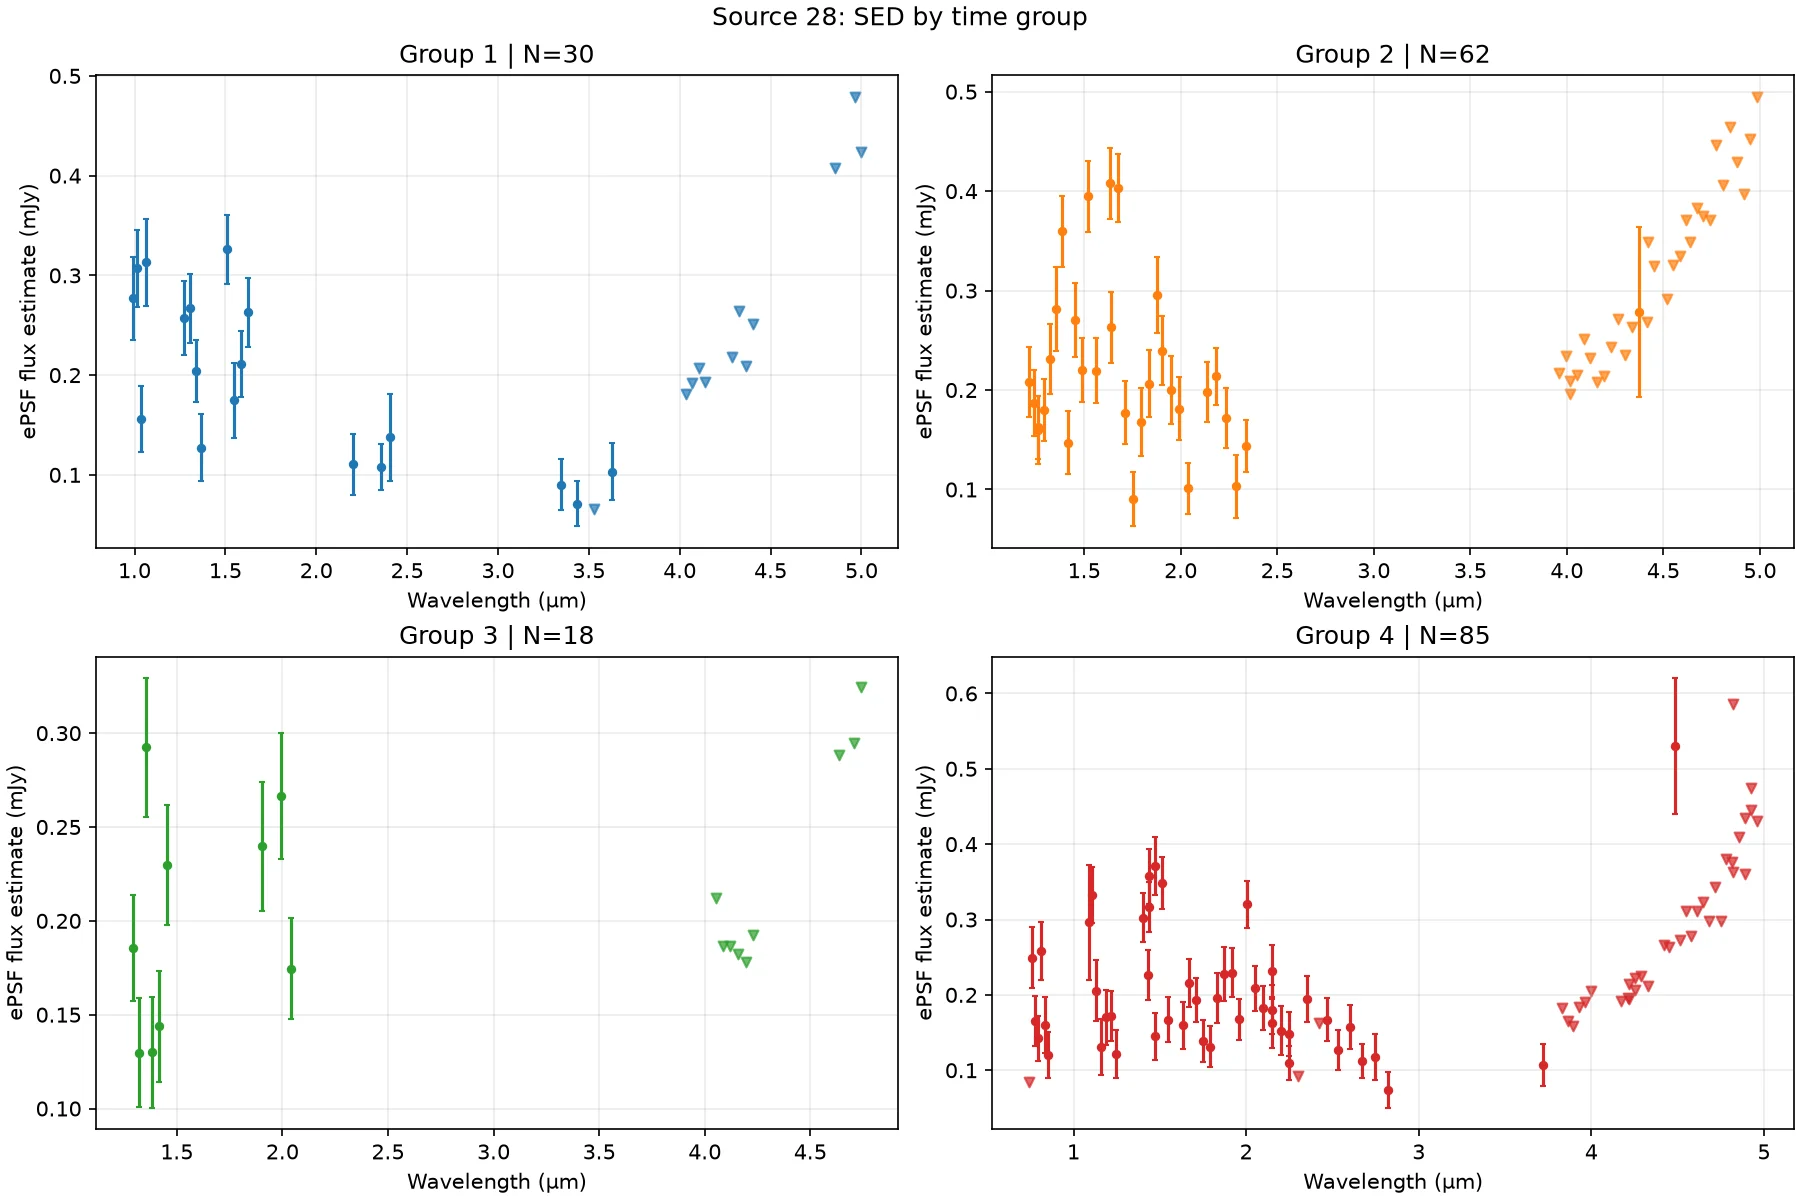 Source 28: SED by time group
Group 1 | N=30
ePSF flux estimate (mJy)
0.5
0.4
0.3
0.2
0.1
1.0 1.5 2.0 2.5 3.0 3.5 4.0 4.5 5.0
Wavelength (µm)
Group 2 | N=62
ePSF flux estimate (mJy)
0.5
0.4
0.3
0.2
0.1
1.5 2.0 2.5 3.0 3.5 4.0 4.5 5.0
Wavelength (µm)
Group 3 | N=18
ePSF flux estimate (mJy)
0.30
0.25
0.20
0.15
0.10
1.5 2.0 2.5 3.0 3.5 4.0 4.5
Wavelength (µm)
Group 4 | N=85
ePSF flux estimate (mJy)
0.6
0.5
0.4
0.3
0.2
0.1
1 2 3 4 5
Wavelength (µm)